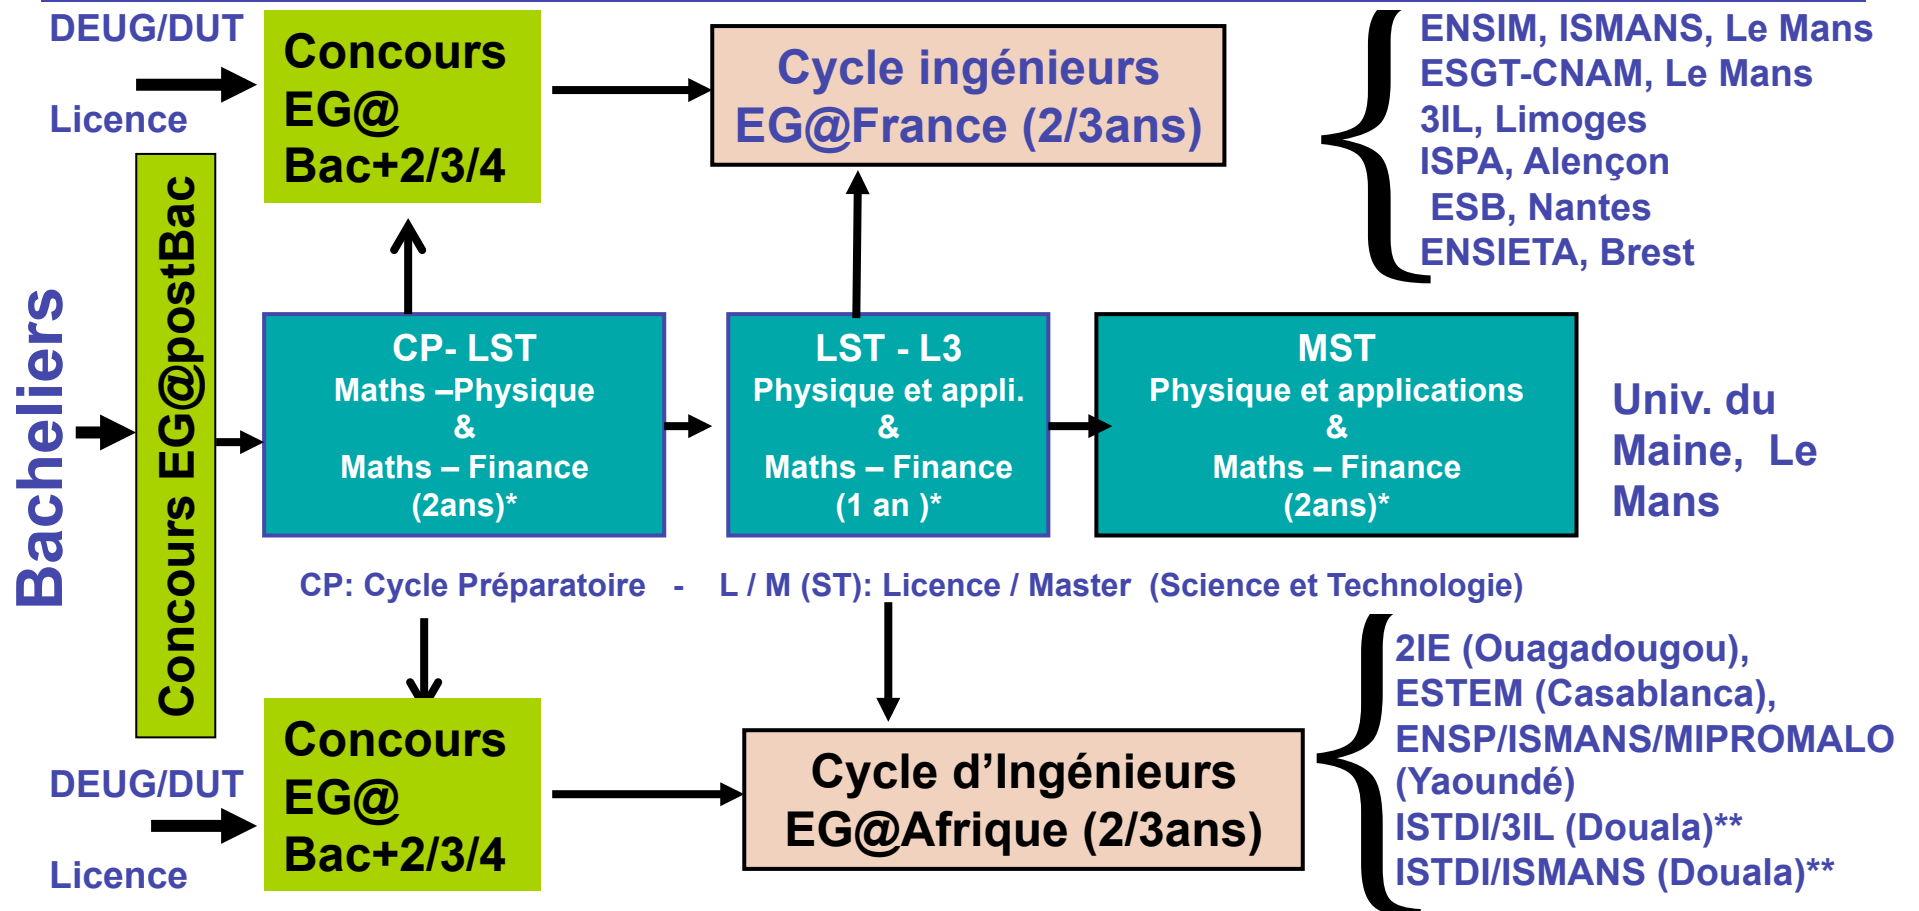 DEUG/DUT
Licence
Concours
EG@
Bac+2/3/4
Cycle ingénieurs
EG@France (2/3ans)
ENSIM, ISMANS, Le Mans
ESGT-CNAM, Le Mans
3IL, Limoges
ISPA, Alençon
ESB, Nantes
ENSIETA, Brest
Bacheliers
Concours EG@postBac
CP- LST
Maths –Physique
&
Maths – Finance
(2ans)*
LST - L3
Physique et appli.
&
Maths – Finance
(1 an )*
MST
Physique et applications
&
Maths – Finance
(2ans)*
Univ. du
Maine, Le
Mans
CP: Cycle Préparatoire - L / M (ST): Licence / Master (Science et Technologie)
DEUG/DUT
Licence
Concours
EG@
Bac+2/3/4
Cycle d’Ingénieurs
EG@Afrique (2/3ans)
2IE (Ouagadougou),
ESTEM (Casablanca),
ENSP/ISMANS/MIPROMALO
(Yaoundé)
ISTDI/3IL (Douala)**
ISTDI/ISMANS (Douala)**